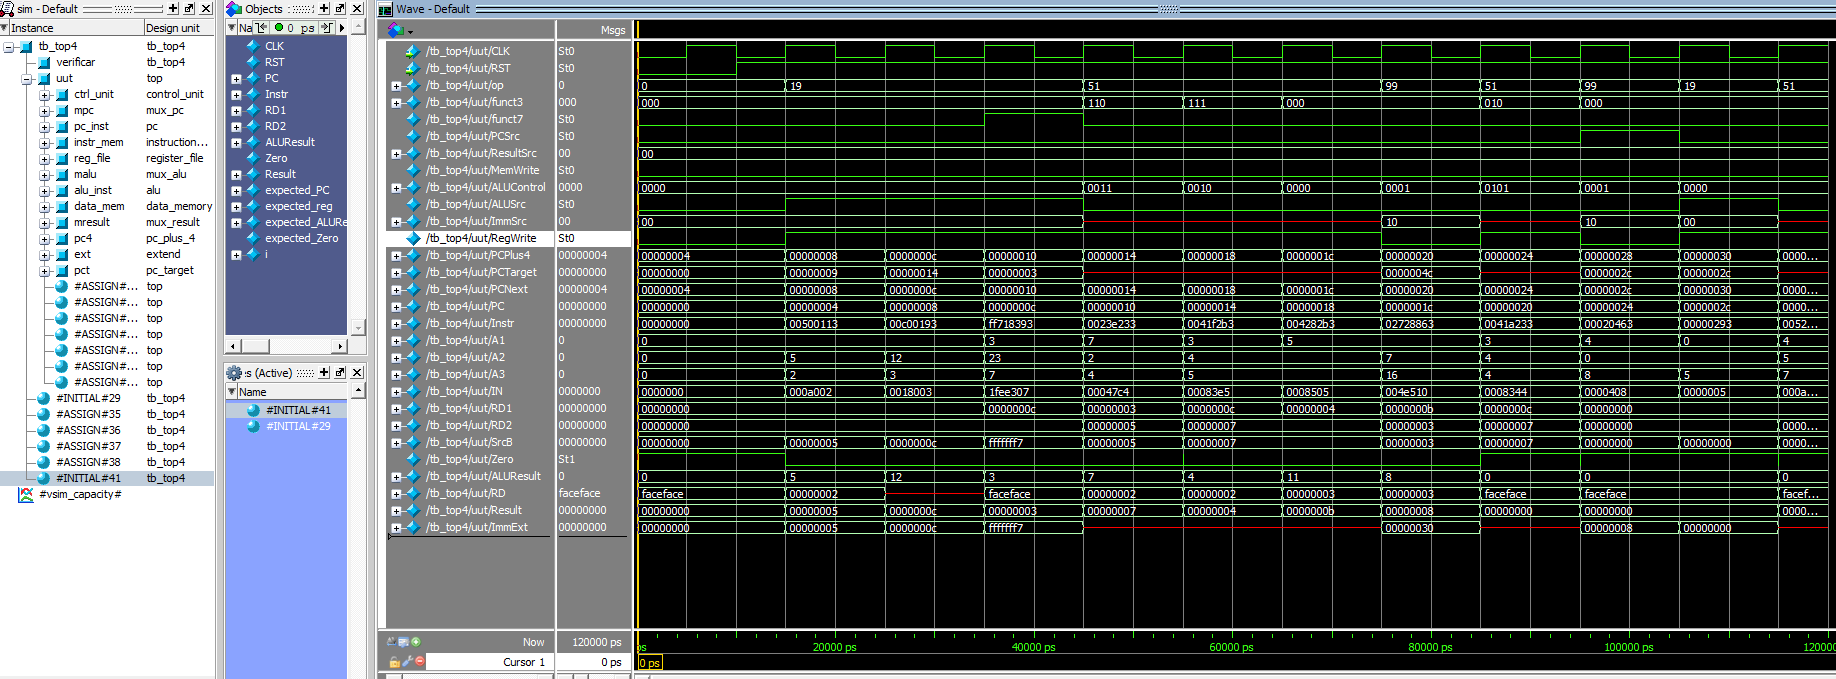 sim - Default
Instance Design unit
tb_top4 tb_top4
verificar tb_top4
uut top
ctrl_unit control_unit
mpc mux_pc
pc_inst pc
instr_mem instruction...
reg_file register_file
malu mux_alu
alu_inst alu
data_mem data_memory
mresult mux_result
pc4 pc_plus_4
ext extend
pct pc_target
#ASSIGN#... top
#ASSIGN#... top
#ASSIGN#... top
#ASSIGN#... top
#ASSIGN#... top
#ASSIGN#... top
#ASSIGN#... top
#INITIAL#29 tb_top4
#ASSIGN#35 tb_top4
#ASSIGN#36 tb_top4
#ASSIGN#37 tb_top4
#ASSIGN#38 tb_top4
#INITIAL#41 tb_top4
#vsim_capacity#
Objects
Na 0 ps
CLK
RST
PC
Instr
RD1
RD2
ALUResult
Zero
Result
expected_PC
expected_reg
expected_ALURe
expected_Zero
i
s (Active)
Name
#INITIAL#41
#INITIAL#29
Wave - Default
Msgs
/tb_top4/uut/CLK St0
/tb_top4/uut/RST St0
/tb_top4/uut/op 0 0 19 51 99 51 99 19 51
/tb_top4/uut/funct3 000 000 110 111 000 010 000
/tb_top4/uut/funct7 St0
/tb_top4/uut/PCSrc St0
/tb_top4/uut/ResultSrc 00 00
/tb_top4/uut/MemWrite St0
/tb_top4/uut/ALUControl 0000 0000 0011 0010 0000 0001 0101 0001 0000
/tb_top4/uut/ALUSrc St0
/tb_top4/uut/ImmSrc 00 00 10 10 00
/tb_top4/uut/RegWrite St0
/tb_top4/uut/PCPlus4 00000004 00000004 00000008 0000000c 00000010 00000014 00000018 0000001c 00000020 00000024 00000028 00000030 0000...
/tb_top4/uut/PCTarget 00000000 00000000 00000009 00000014 00000003 0000004c 0000002c 0000002c
/tb_top4/uut/PCNext 00000004 00000004 00000008 0000000c 00000010 00000014 00000018 0000001c 00000020 00000024 0000002c 00000030 0000...
/tb_top4/uut/PC 00000000 00000000 00000004 00000008 0000000c 00000010 00000014 00000018 0000001c 00000020 00000024 0000002c 0000...
/tb_top4/uut/Instr 00000000 00000000 00500113 00c00193 ff718393 0023e233 0041f2b3 004282b3 02728863 0041a233 00020463 00000293 0052...
/tb_top4/uut/A1 0 0 3 7 3 5 3 4 0 4
/tb_top4/uut/A2 0 0 5 12 23 2 4 7 4 0 5
/tb_top4/uut/A3 0 0 2 3 7 4 5 16 4 8 5 7
/tb_top4/uut/IN 0000000 0000000 000a002 0018003 1fee307 00047c4 00083e5 0008505 004e510 0008344 0000408 0000005 000a...
/tb_top4/uut/RD1 00000000 00000000 0000000c 00000003 0000000c 00000004 0000000b 0000000c 00000000
/tb_top4/uut/RD2 00000000 00000000 00000005 00000007 00000003 00000007 00000000 0000...
/tb_top4/uut/SrcB 00000000 00000000 00000005 0000000c fffffff7 00000005 00000007 00000003 00000007 00000000 00000000 0000...
/tb_top4/uut/Zero St1
/tb_top4/uut/ALUResult 0 0 5 12 3 7 4 11 8 0 0 0
/tb_top4/uut/RD faceface faceface 00000002 faceface 00000002 00000002 00000003 00000003 faceface faceface facef...
/tb_top4/uut/Result 00000000 00000000 00000005 0000000c 00000003 00000007 00000004 0000000b 00000008 00000000 00000000 0000...
/tb_top4/uut/ImmExt 00000000 00000000 00000005 0000000c fffffff7 00000030 00000008 00000000
Now 120000 ps ps 20000 ps 40000 ps 60000 ps 80000 ps 100000 ps 120000
Cursor 1 0 ps 0 ps